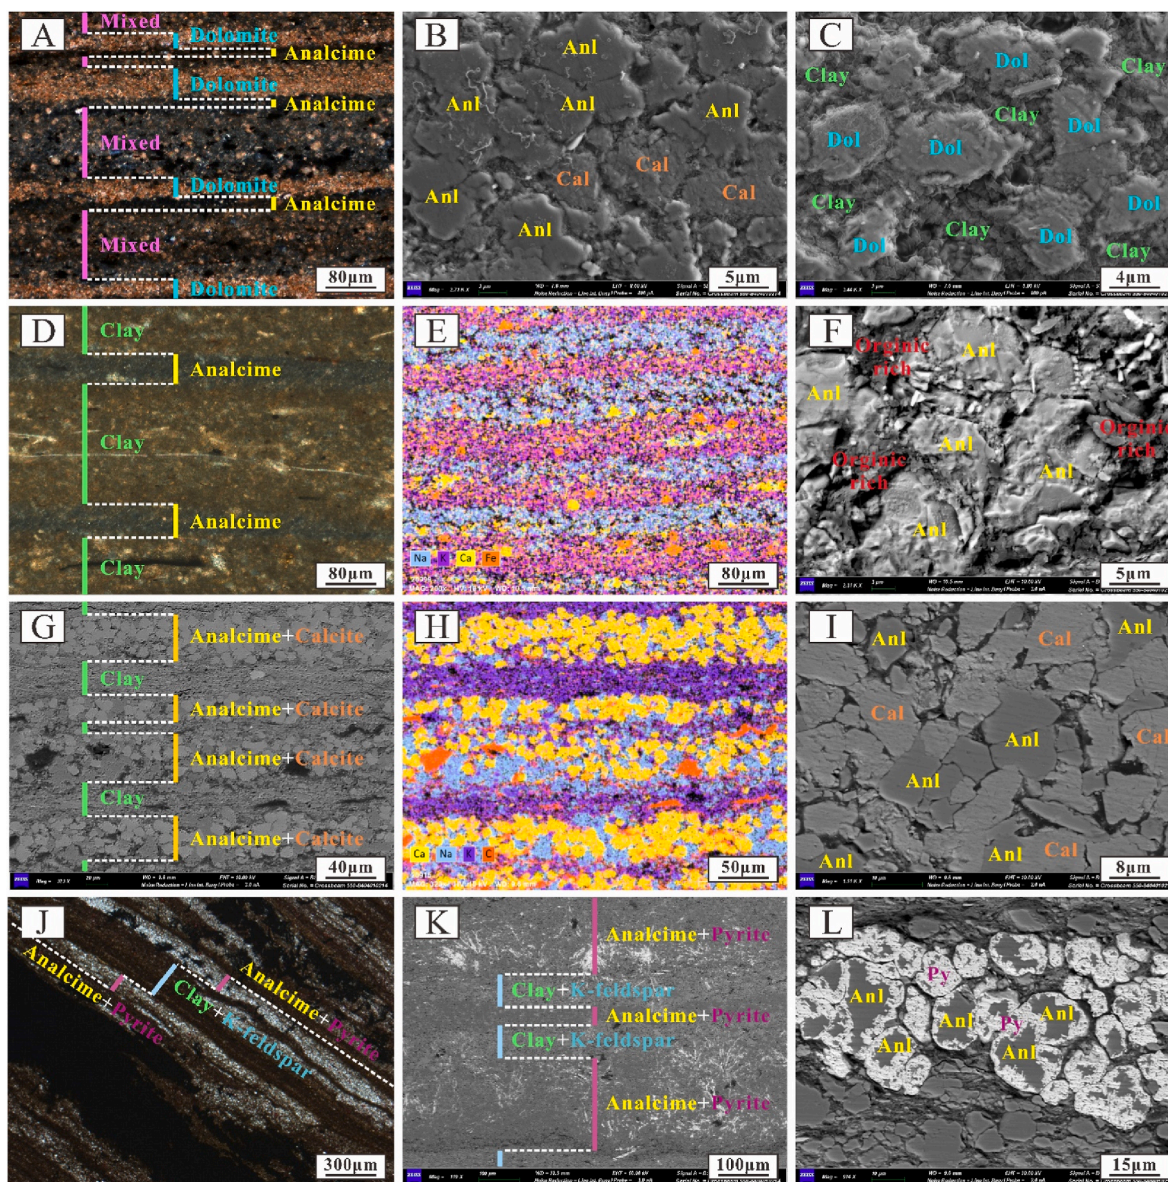 A
Mixed
Dolomite
Analcime
Dolomite
Analcime
Mixed
Dolomite
Analcime
Mixed
Dolomite
80μm
B
Anl
Anl
Anl
Anl
Cal
Cal
Cal
Anl
Anl
5μm
C
Clay
Dol
Clay
Clay
Dol
Dol
Dol
Clay
Dol
Clay
Dol
Dol
Clay
4μm
D
Clay
Analcime
Clay
Analcime
Clay
80μm
E
Na K Ca Fe
80μm
F
Orginic
rich
Anl
Anl
Orginic
rich
Anl
Orginic
rich
Anl
Anl
5μm
G
Analcime+Calcite
Clay
Analcime+Calcite
Analcime+Calcite
Clay
Analcime+Calcite
40μm
H
Ca Na K C
50μm
I
Anl
Cal
Anl
Cal
Anl
Cal
Anl
Anl
Anl
Cal
8μm
J
Analcime+Pyrite
Clay+K-feldspar
Analcime+Pyrite
300μm
K
Analcime+Pyrite
Clay+K-feldspar
Analcime+Pyrite
Clay+K-feldspar
Analcime+Pyrite
100μm
L
Py
Anl
Anl
Py
Anl
Anl
Anl
15μm